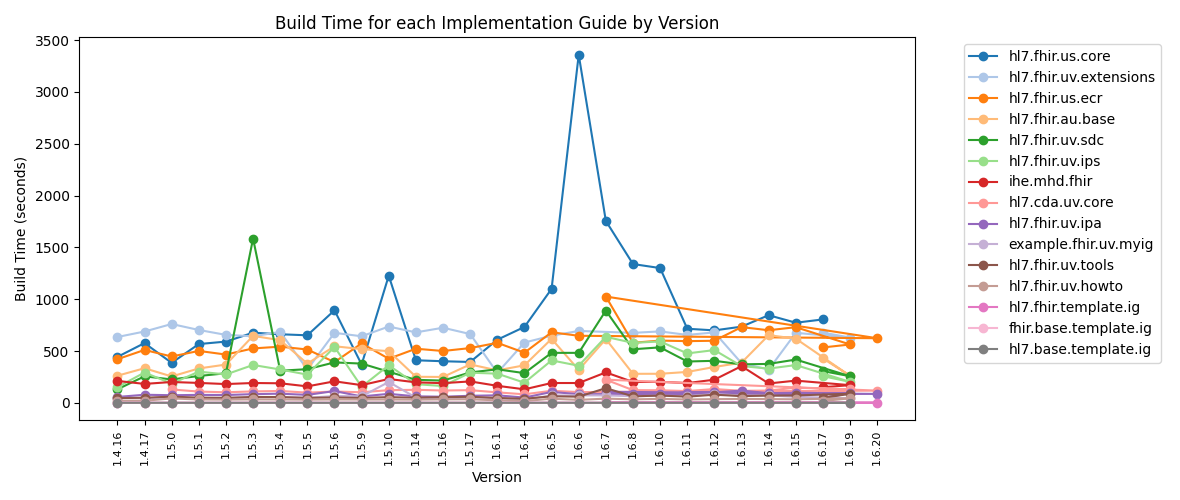 Build Time for each Implementation Guide by Version
Build Time (seconds)
3500
3000
2500
2000
1500
1000
500
0
1.4.16
1.4.17
1.5.0
1.5.1
1.5.2
1.5.3
1.5.4
1.5.5
1.5.6
1.5.9
1.5.10
1.5.14
1.5.16
1.5.17
1.6.1
1.6.4
1.6.5
1.6.6
1.6.7
1.6.8
1.6.10
1.6.11
1.6.12
1.6.13
1.6.14
1.6.15
1.6.17
1.6.19
1.6.20
Version
hl7.fhir.us.core
hl7.fhir.uv.extensions
hl7.fhir.us.ecr
hl7.fhir.au.base
hl7.fhir.uv.sdc
hl7.fhir.uv.ips
ihe.mhd.fhir
hl7.cda.uv.core
hl7.fhir.uv.ipa
example.fhir.uv.myig
hl7.fhir.uv.tools
hl7.fhir.uv.howto
hl7.fhir.template.ig
fhir.base.template.ig
hl7.base.template.ig